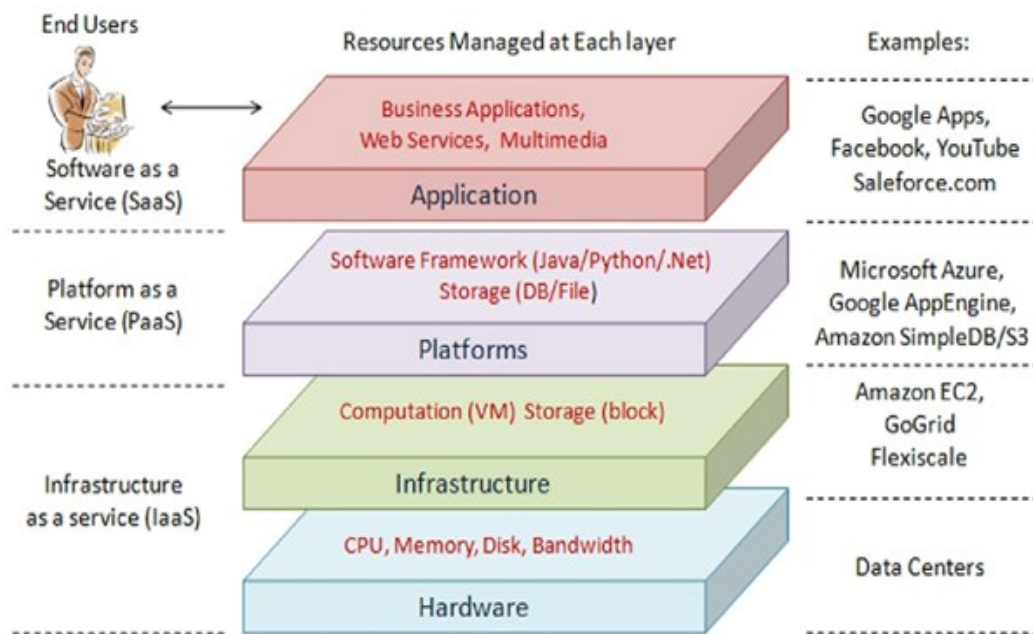 End Users
Resources Managed at Each layer
Examples:
Business Applications,
Web Services, Multimedia
Application
Software as a
Service (SaaS)
Google Apps,
Facebook, YouTube
Saleforce.com
Platform as a
Service (PaaS)
Software Framework (Java/Python/.Net)
Storage (DB/File)
Platforms
Microsoft Azure,
Google AppEngine,
Amazon SimpleDB/S3
Infrastructure
as a service (IaaS)
Computation (VM) Storage (block)
Infrastructure
Amazon EC2,
GoGrid
Flexiscale
CPU, Memory, Disk, Bandwidth
Hardware
Data Centers